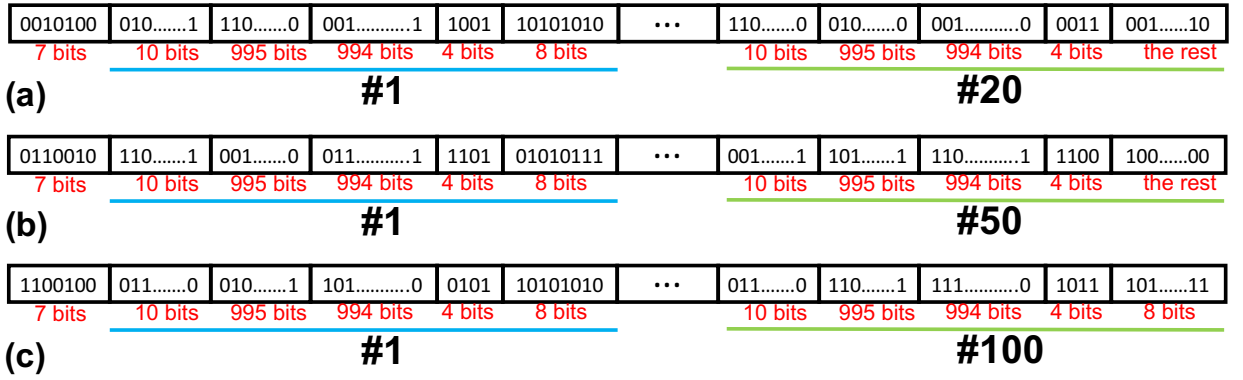 0010100 010.......1 110.......0 001...........1 1001 10101010 ... 110.......0 010.......0 001...........0 0011 001......10
7 bits 10 bits 995 bits 994 bits 4 bits 8 bits 10 bits 995 bits 994 bits 4 bits the rest
(a) #1 #20
0110010 110.......1 001.......0 011...........1 1101 01010111 ... 001.......1 101.......1 110...........1 1100 100......00
7 bits 10 bits 995 bits 994 bits 4 bits 8 bits 10 bits 995 bits 994 bits 4 bits the rest
(b) #1 #50
1100100 011.......0 010.......1 101...........0 0101 10101010 ... 011.......0 110.......1 111...........0 1011 101......11
7 bits 10 bits 995 bits 994 bits 4 bits 8 bits 10 bits 995 bits 994 bits 4 bits 8 bits
(c) #1 #100